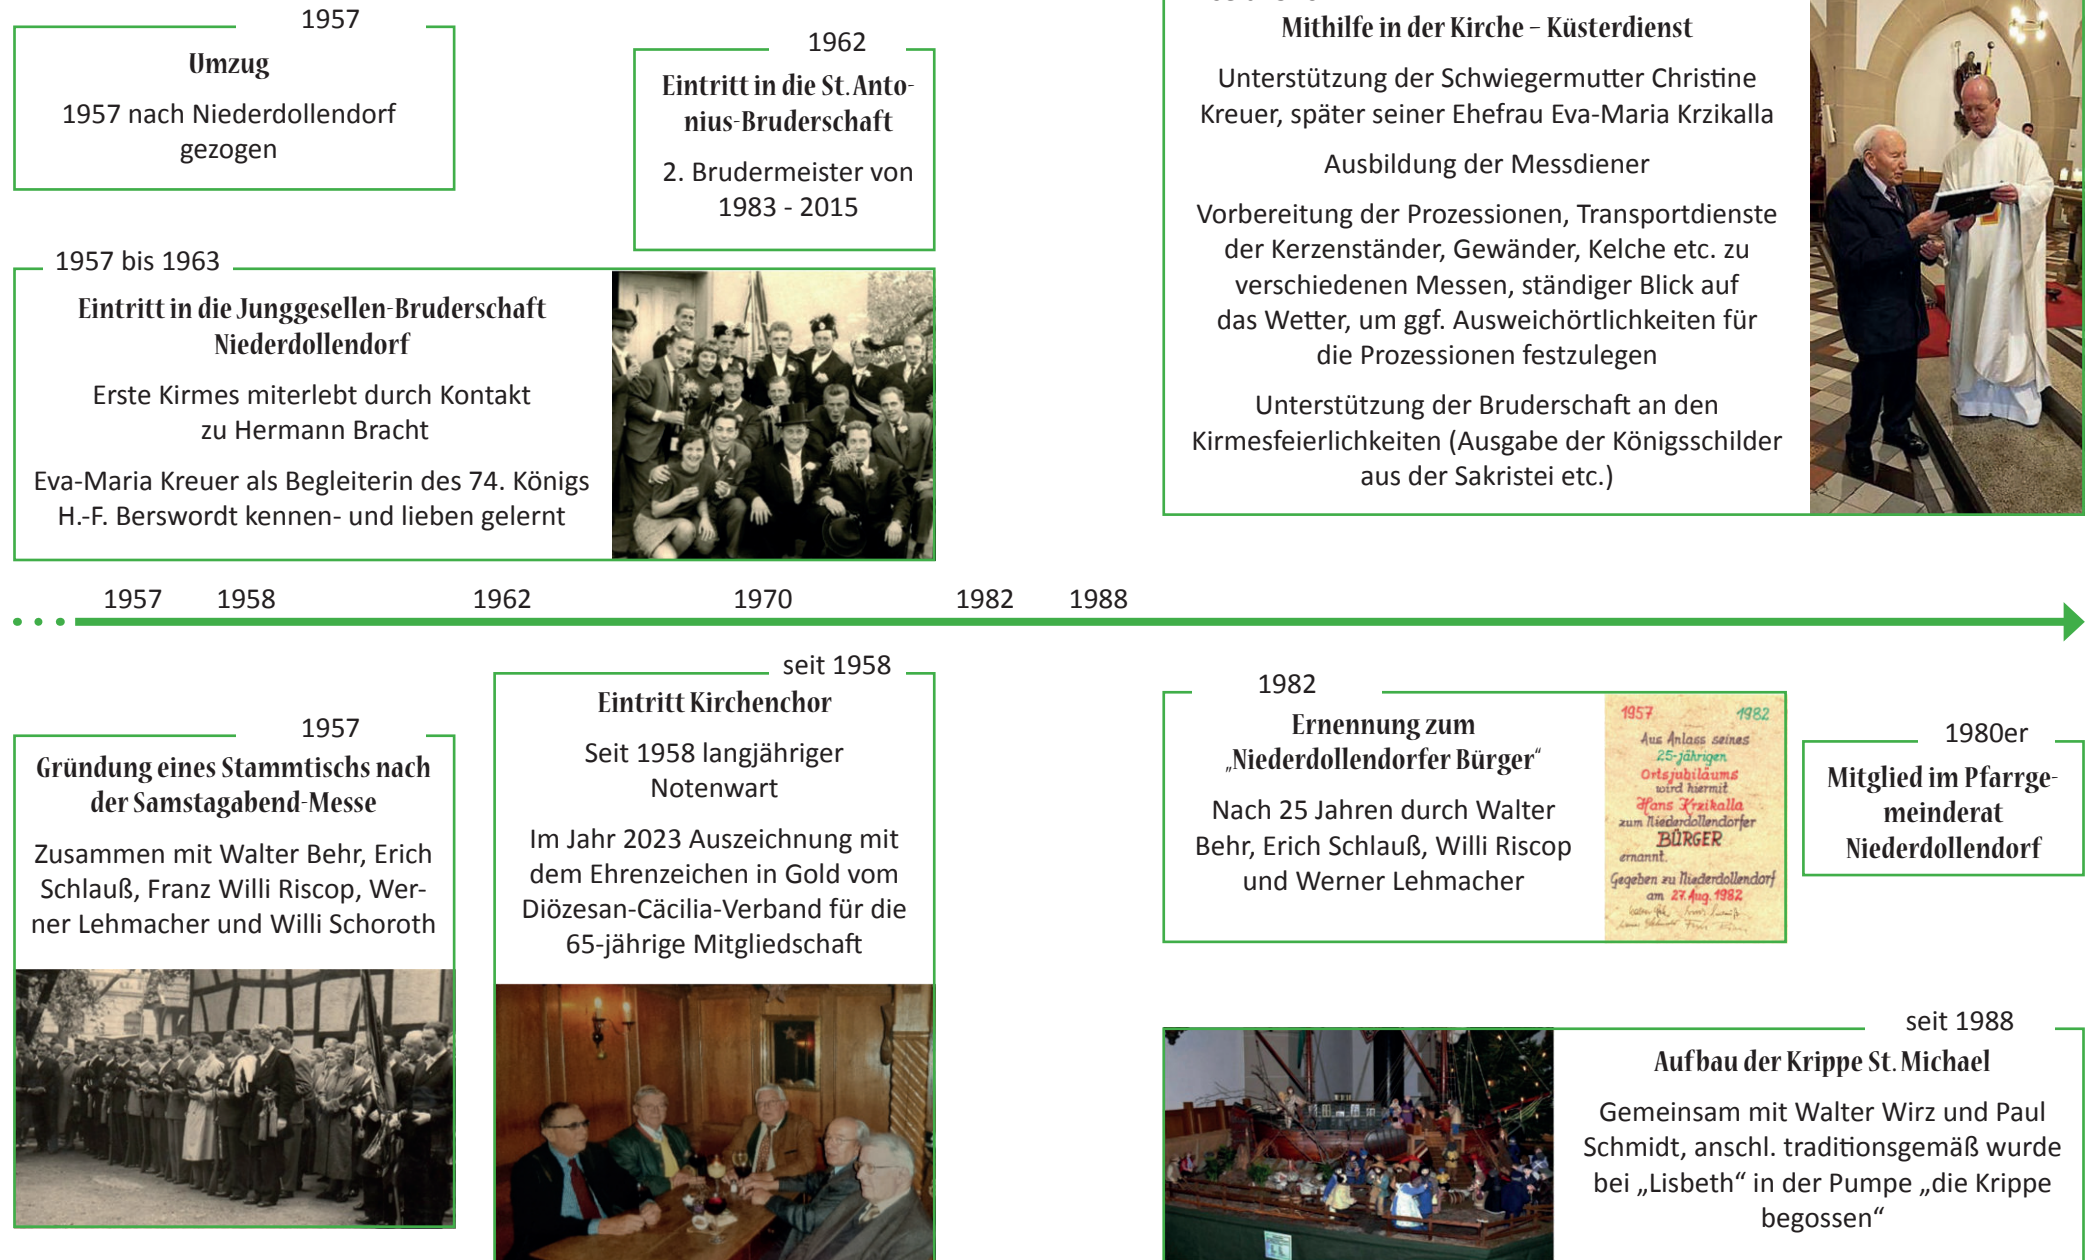 1957
Umzug
1957 nach Niederdollendorf
gezogen
1962
Eintritt in die St. Anto-
nius-Bruderschaft
2. Brudermeister von
1983 - 2015
1957 bis 1963
Eintritt in die Junggesellen-Bruderschaft
Niederdollendorf
Erste Kirmes miterlebt durch Kontakt
zu Hermann Bracht
Eva-Maria Kreuer als Begleiterin des 74. Königs
H.-F. Berswordt kennen- und lieben gelernt
Mithilfe in der Kirche – Küsterdienst
Unterstützung der Schwiegermutter Christine
Kreuer, später seiner Ehefrau Eva-Maria Krzikalla
Ausbildung der Messdiener
Vorbereitung der Prozessionen, Transportdienste
der Kerzenständer, Gewänder, Kelche etc. zu
verschiedenen Messen, ständiger Blick auf
das Wetter, um ggf. Ausweichörtlichkeiten für
die Prozessionen festzulegen
Unterstützung der Bruderschaft an den
Kirmesfeierlichkeiten (Ausgabe der Königsschilder
aus der Sakristei etc.)
1957 1958 1962 1970 1982 1988
1957
Gründung eines Stammtischs nach
der Samstagabend-Messe
Zusammen mit Walter Behr, Erich
Schlauß, Franz Willi Riscop, Wer-
ner Lehmacher und Willi Schoroth
seit 1958
Eintritt Kirchenchor
Seit 1958 langjähriger
Notenwart
Im Jahr 2023 Auszeichnung mit
dem Ehrenzeichen in Gold vom
Diözesan-Cäcilia-Verband für die
65-jährige Mitgliedschaft
1982
Ernennung zum
„Niederdollendorfer Bürger“
Nach 25 Jahren durch Walter
Behr, Erich Schlauß, Willi Riscop
und Werner Lehmacher
1957 1982
Aus Anlass seines
25-jährigen
Ortsjubiläums
wird hiermit
Hans Krzikalla
zum Niederdollendorfer
BÜRGER
ernannt.
Gegeben zu Niederdollendorf
am 27. Aug. 1982
1980er
Mitglied im Pfarrge-
meinderat
Niederdollendorf
seit 1988
Aufbau der Krippe St. Michael
Gemeinsam mit Walter Wirz und Paul
Schmidt, anschl. traditionsgemäß wurde
bei „Lisbeth“ in der Pumpe „die Krippe
begossen“